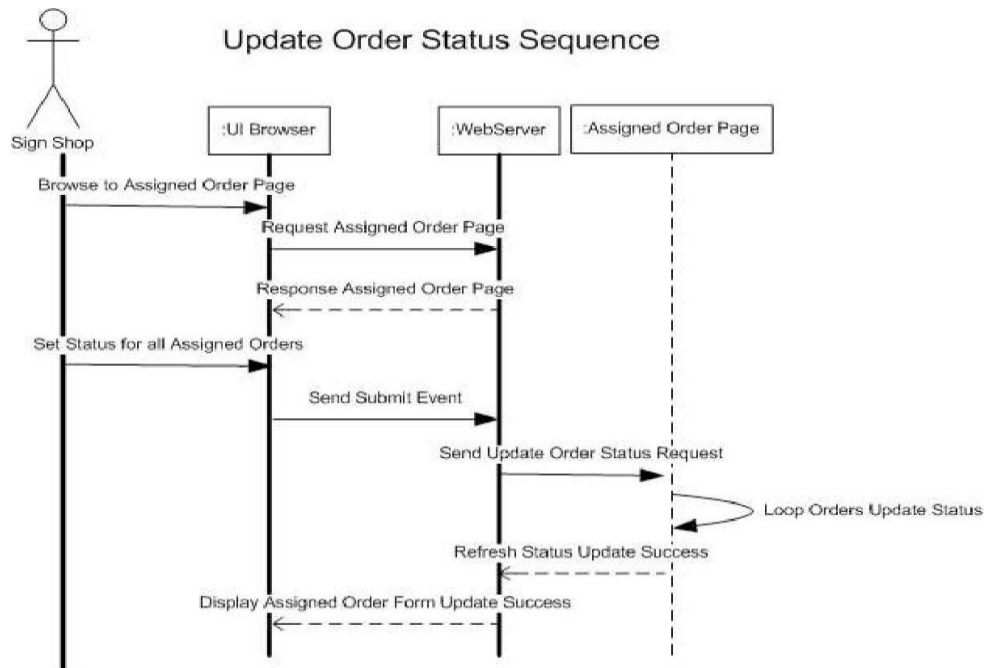 Update Order Status Sequence
Sign Shop
:UI Browser
:WebServer
:Assigned Order Page
Browse to Assigned Order Page
Request Assigned Order Page
Response Assigned Order Page
Set Status for all Assigned Orders
Send Submit Event
Send Update Order Status Request
Loop Orders Update Status
Refresh Status Update Success
Display Assigned Order Form Update Success